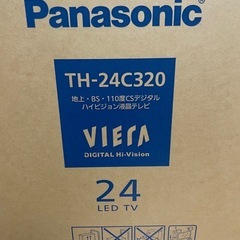 Panasonic
TH-24C320
地上・BS・110度CSデジタル
ハイビジョン液晶テレビ
VIERA
DIGITAL Hi-Vision
24
LED TV